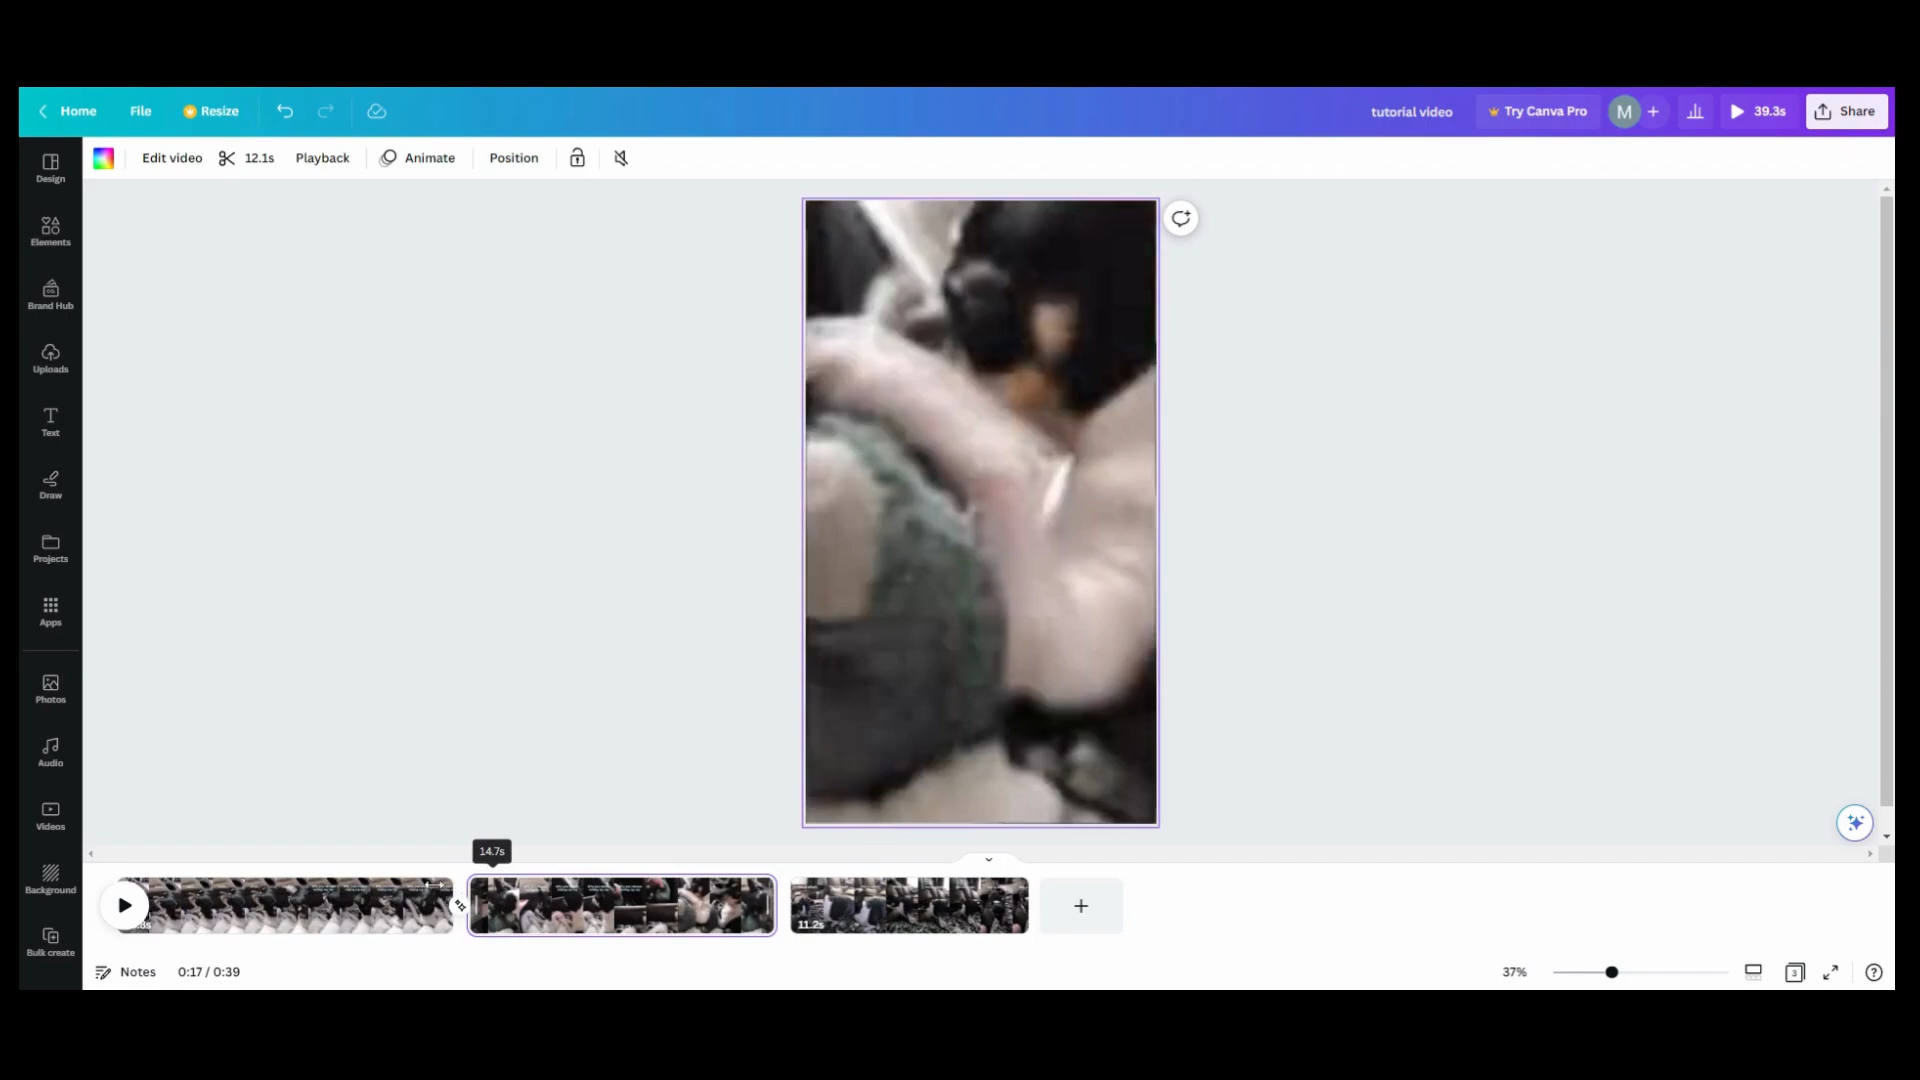 Home File Resize tutorial video Try Canva Pro M + 39.3s Share
Edit video 12.1s Playback Animate Position
Design
Elements
Brand Hub
Uploads
Text
Draw
Projects
Apps
Photos
Audio
Videos
Background
Bulk create
14.7s
11.2s
Notes 0:17 / 0:39 37% 3 ?